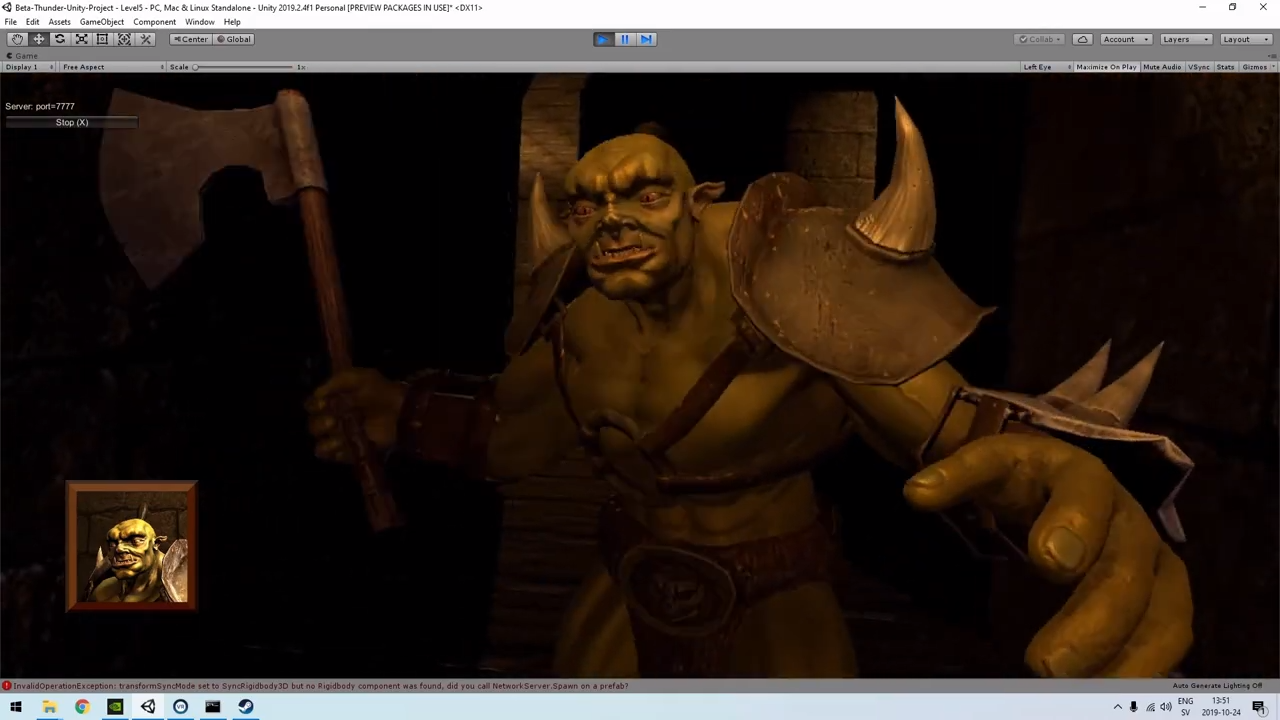 Beta-Thunder-Unity-Project - Level5 - PC, Mac & Linux Standalone - Unity 2019.2.4f1 Personal [PREVIEW PACKAGES IN USE]* <DX11>
File Edit Assets GameObject Component Window Help
Center Global Collab Account Layers Layout
Game
Display 1 Free Aspect Scale 1x Left Eye Maximize On Play Mute Audio VSync Stats Gizmos
Server: port=7777
Stop (X)
InvalidOperationException: transformSyncMode set to SyncRigidbody3D but no Rigidbody component was found, did you call NetworkServer.Spawn on a prefab?
Auto Generate Lighting Off
ENG 13:51
SV 2019-10-24
1